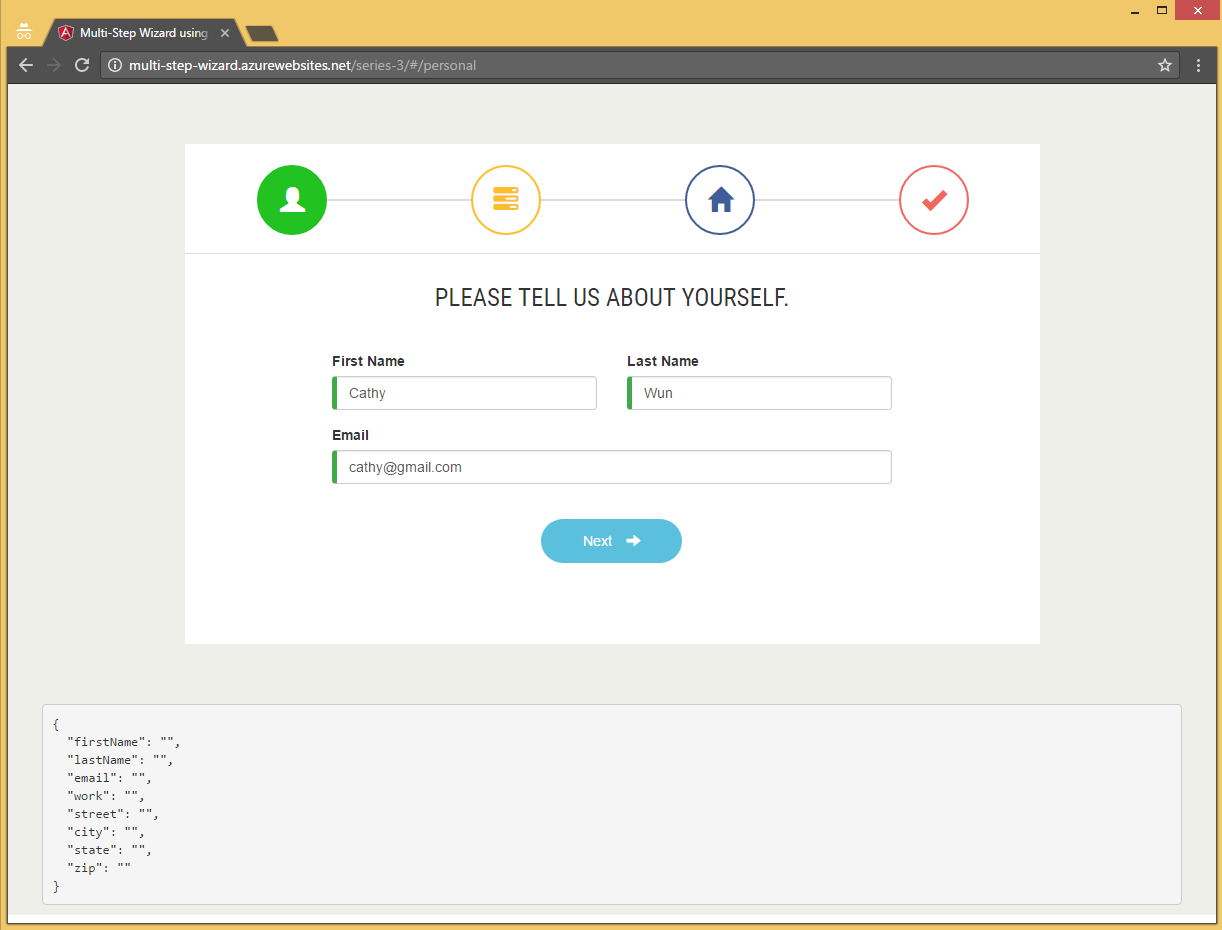 Multi-Step Wizard using
multi-step-wizard.azurewebsites.net/series-3/#/personal
PLEASE TELL US ABOUT YOURSELF.
First Name Last Name
Cathy Wun
Email
cathy@gmail.com
Next
{
"firstName": "",
"lastName": "",
"email": "",
"work": "",
"street": "",
"city": "",
"state": "",
"zip": ""
}